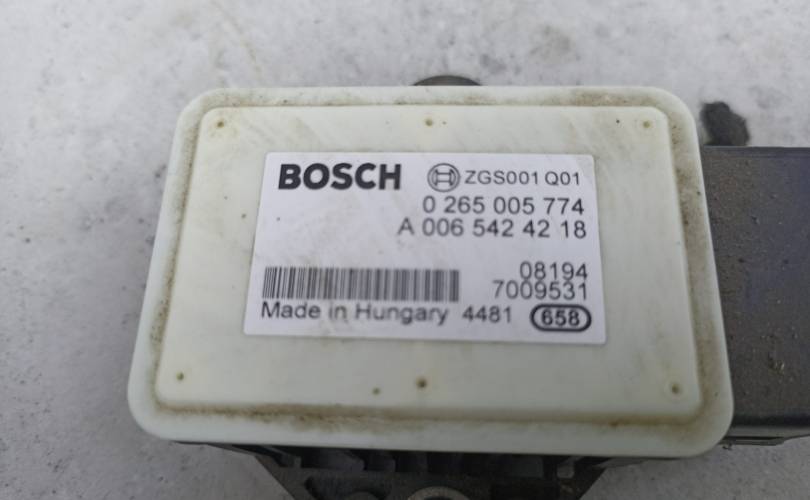 BOSCH ZGS001 Q01
0 265 005 774
A 006 542 42 18
08194
7009531
Made in Hungary 4481 658